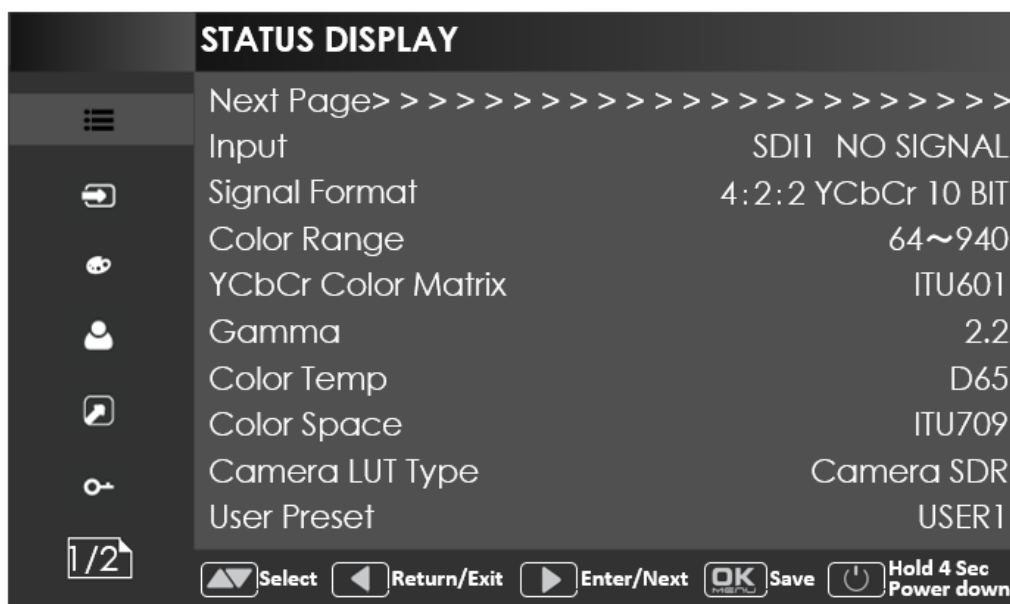 STATUS DISPLAY
Next Page> > > > > > > > > > > > > > > > > > > > > > >
Input SDI1 NO SIGNAL
Signal Format 4:2:2 YCbCr 10 BIT
Color Range 64～940
YCbCr Color Matrix ITU601
Gamma 2.2
Color Temp D65
Color Space ITU709
Camera LUT Type Camera SDR
User Preset USER1
1/2
Select Return/Exit Enter/Next OK MENU Save Hold 4 Sec Power down